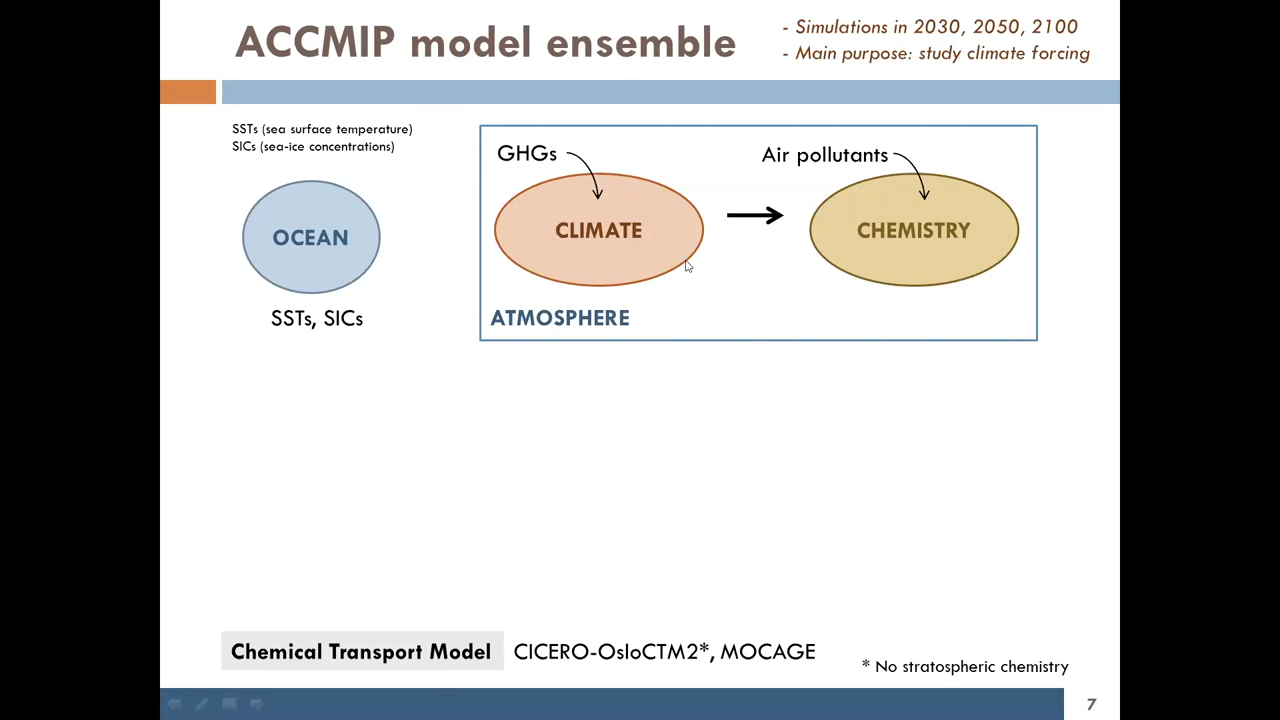 ACCMIP model ensemble
- Simulations in 2030, 2050, 2100
- Main purpose: study climate forcing
SSTs (sea surface temperature)
SICs (sea-ice concentrations)
OCEAN
SSTs, SICs
GHGs
Air pollutants
CLIMATE
CHEMISTRY
ATMOSPHERE
Chemical Transport Model
CICERO-OsloCTM2*, MOCAGE
* No stratospheric chemistry
7